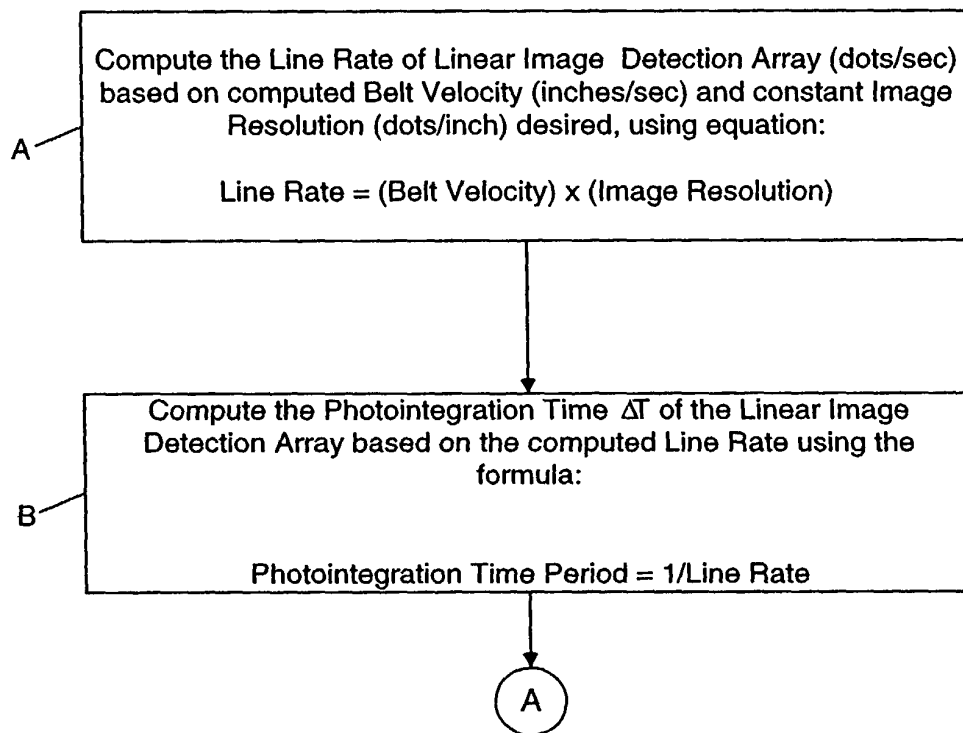 Compute the Line Rate of Linear Image Detection Array (dots/sec)
based on computed Belt Velocity (inches/sec) and constant Image
Resolution (dots/inch) desired, using equation:
A
Line Rate = (Belt Velocity) x (Image Resolution)
Compute the Photointegration Time ΔT of the Linear Image
Detection Array based on the computed Line Rate using the
formula:
B
Photointegration Time Period = 1/Line Rate
A